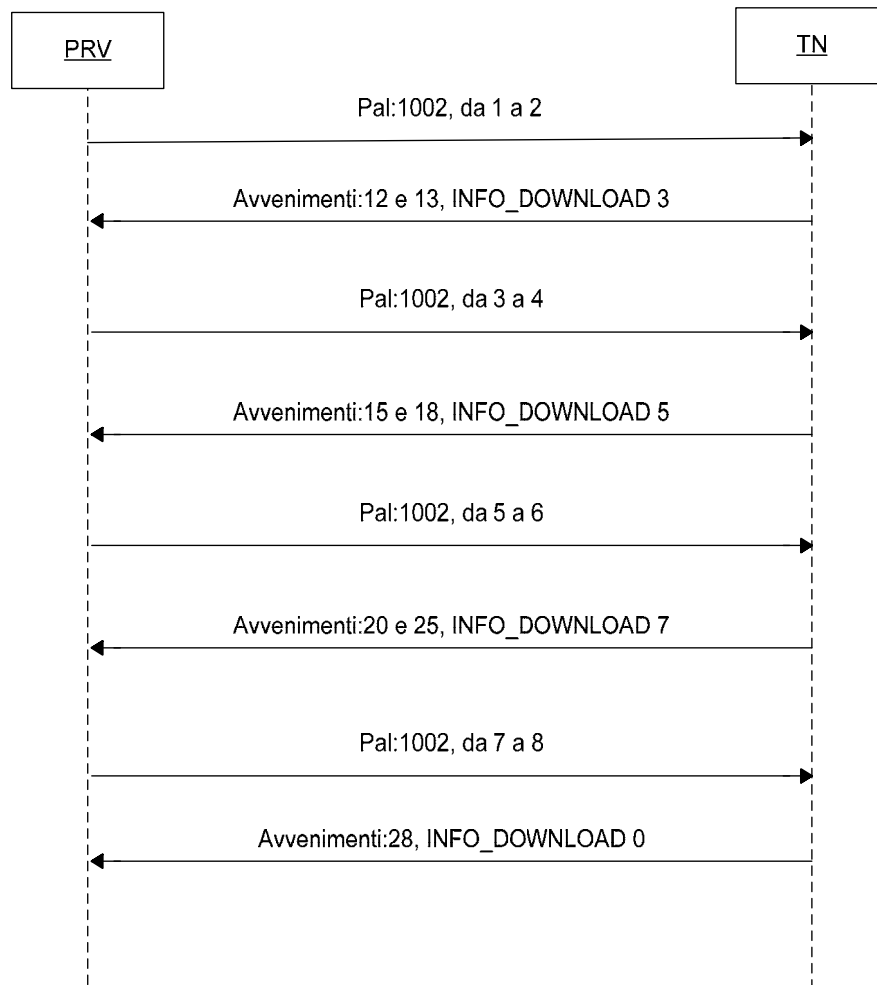 PRV
TN
Pal:1002, da 1 a 2
Avvenimenti:12 e 13, INFO_DOWNLOAD 3
Pal:1002, da 3 a 4
Avvenimenti:15 e 18, INFO_DOWNLOAD 5
Pal:1002, da 5 a 6
Avvenimenti:20 e 25, INFO_DOWNLOAD 7
Pal:1002, da 7 a 8
Avvenimenti:28, INFO_DOWNLOAD 0